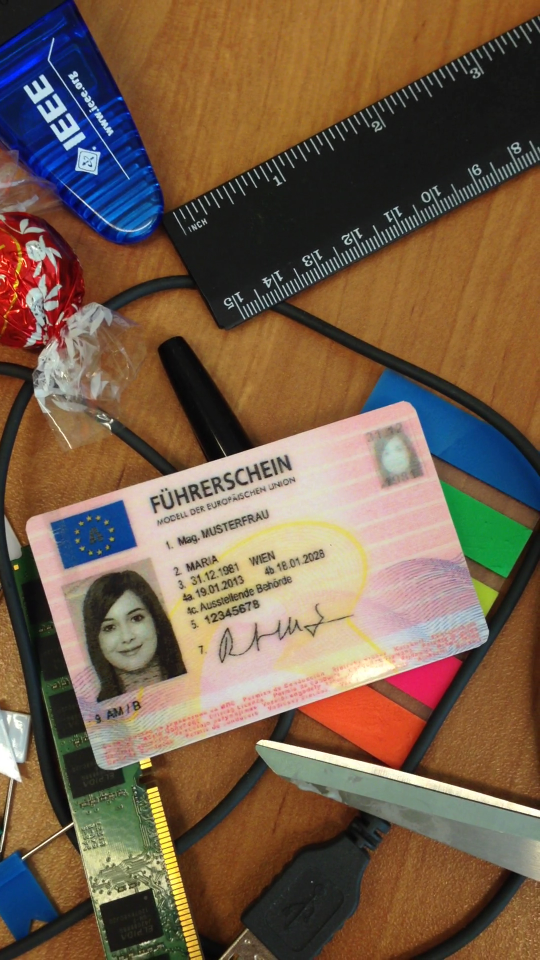 IEEE
www.ieee.org
INCH
1
2
3
15 14 13 12 11 10 9 8
FÜHRERSCHEIN
MODELL DER EUROPÄISCHEN UNION
1. Mag. MUSTERFRAU
2. MARIA
3. 31.12.1981 WIEN
4a. 19.01.2013 4b. 18.01.2028
4c. Ausstellende Behörde
5. 12345678
7.
9 AM / B